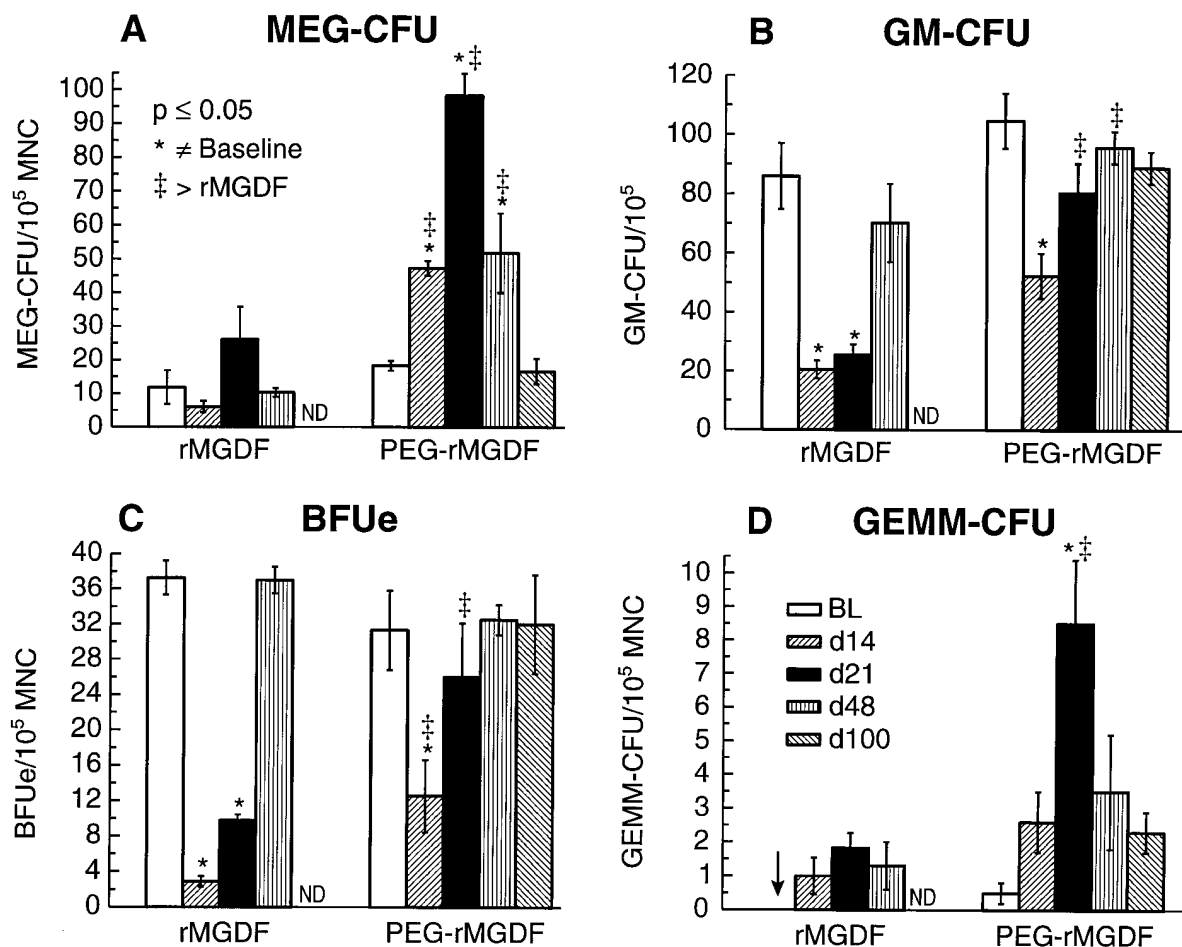 A MEG-CFU
MEG-CFU/10⁵ MNC
100
90
80
70
60
50
40
30
20
10
0
p ≤ 0.05
* ≠ Baseline
‡ > rMGDF
‡
*
* ‡
‡
*
ND
rMGDF PEG-rMGDF
B GM-CFU
GM-CFU/10⁵
120
100
80
60
40
20
0
* *
ND
*
‡
‡
rMGDF PEG-rMGDF
C BFUe
BFUe/10⁵ MNC
40
36
32
28
24
20
16
12
8
4
0
*
*
ND
‡
*
‡
rMGDF PEG-rMGDF
D GEMM-CFU
GEMM-CFU/10⁵ MNC
10
9
8
7
6
5
4
3
2
1
0
BL
d14
d21
d48
d100
* ‡
ND
rMGDF PEG-rMGDF